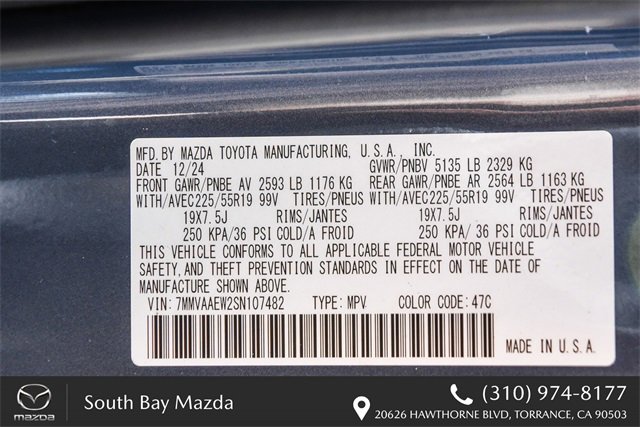 MFD. BY MAZDA TOYOTA MANUFACTURING, U.S.A., INC.
DATE 12/24 GVWR/PNBV 5135 LB 2329 KG
FRONT GAWR/PNBE AV 2593 LB 1176 KG REAR GAWR/PNBE AR 2564 LB 1163 KG
WITH/AVEC225/55R19 99V TIRES/PNEUS WITH/AVEC225/55R19 99V TIRES/PNEUS
19X7.5J RIMS/JANTES 19X7.5J RIMS/JANTES
250 KPA/36 PSI COLD/A FROID 250 KPA/ 36 PSI COLD/A FROID
THIS VEHICLE CONFORMS TO ALL APPLICABLE FEDERAL MOTOR VEHICLE
SAFETY, AND THEFT PREVENTION STANDARDS IN EFFECT ON THE DATE OF
MANUFACTURE SHOWN ABOVE.
VIN: 7MMVAAEW2SN107482 TYPE: MPV COLOR CODE: 47C
MADE IN U.S.A.
mazda
South Bay Mazda
(310) 974-8177
20626 HAWTHORNE BLVD, TORRANCE, CA 90503